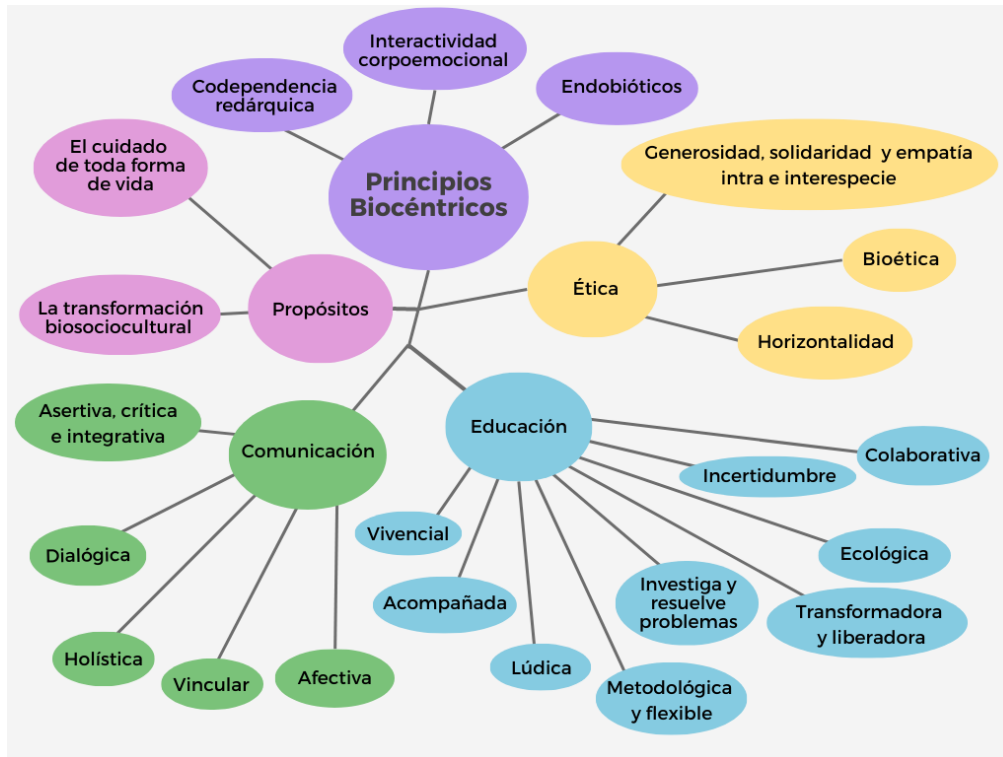 Interactividad
corpoemocional
Codependencia
redárquica
Endobióticos
Principios
Biocéntricos
El cuidado
de toda forma
de vida
Generosidad, solidaridad y empatía
intra e interespecie
Bioética
Ética
Horizontalidad
La transformación
biosociocultural
Propósitos
Asertiva, crítica
e integrativa
Comunicación
Dialógica
Holística
Vincular
Afectiva
Educación
Colaborativa
Incertidumbre
Vivencial
Ecológica
Acompañada
Investiga y
resuelve
problemas
Transformadora
y liberadora
Lúdica
Metodológica
y flexible